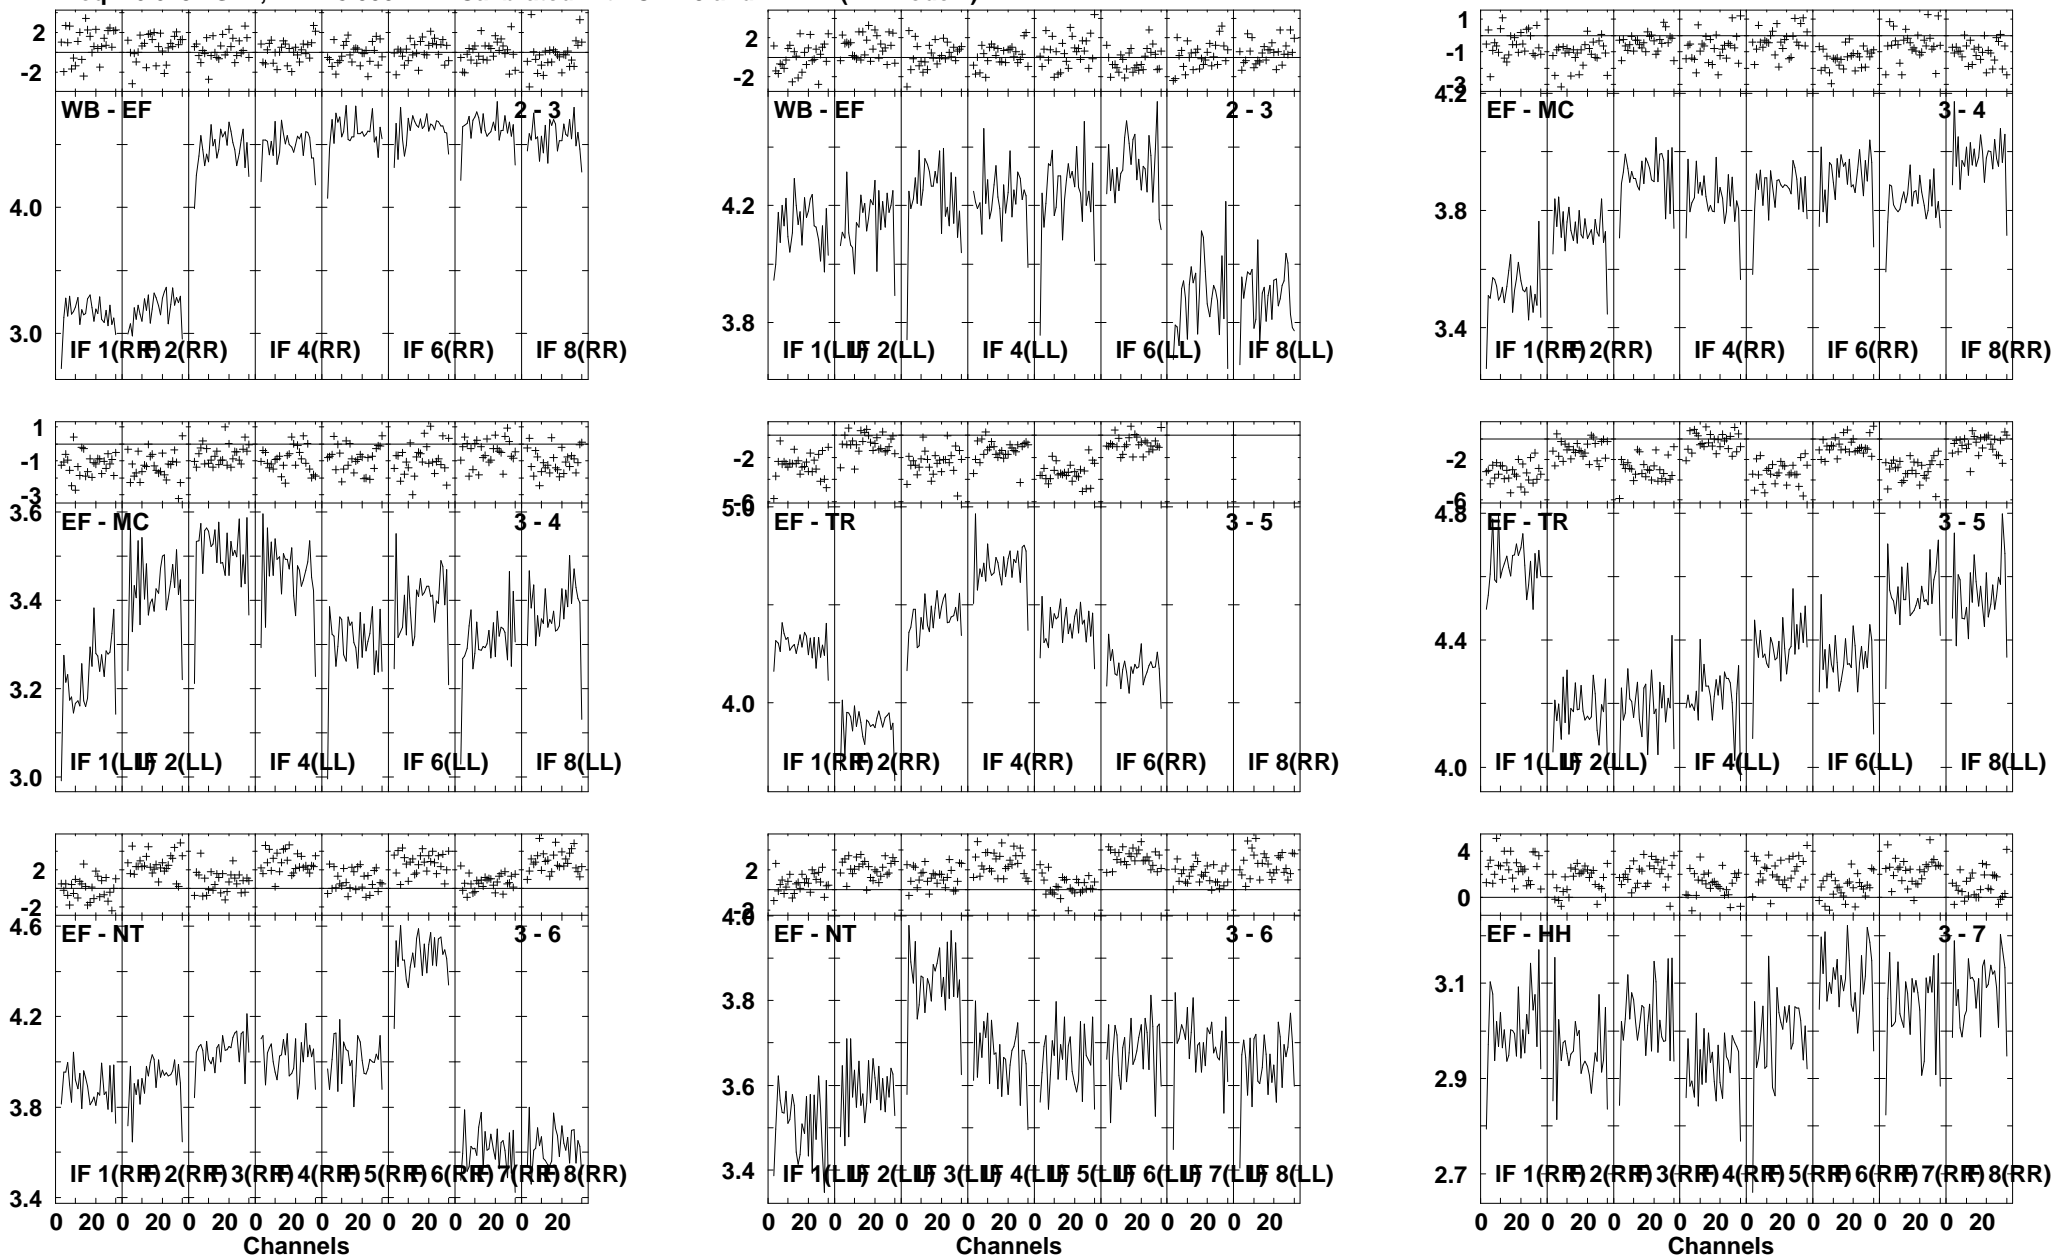 2 2 1
-2 -2 -1
-3
WB - EF 2 - 3 WB - EF 2 - 3 4.2 EF - MC 3 - 4
4.0 4.2 3.8
3.0 3.8 3.4
IF 1(RR) IF 2(RR) IF 4(RR) IF 6(RR) IF 8(RR) IF 1(LL) IF 2(LL) IF 4(LL) IF 6(LL) IF 8(LL) IF 1(RR) IF 2(RR) IF 4(RR) IF 6(RR) IF 8(RR)
1
-1 -2 -2
-3 -6 -6
3.6 EF - MC 3 - 4 5.0 EF - TR 3 - 5 4.8 EF - TR 3 - 5
3.4 4.4
3.2 4.0
3.0 4.0
IF 1(LL) IF 2(LL) IF 4(LL) IF 6(LL) IF 8(LL) IF 1(RR) IF 2(RR) IF 4(RR) IF 6(RR) IF 8(RR) IF 1(LL) IF 2(LL) IF 4(LL) IF 6(LL) IF 8(LL)
2 2 4
-2 -2 0
4.6 EF - NT 3 - 6 4.0 EF - NT 3 - 6 EF - HH 3 - 7
4.2 3.8 3.1
3.8 3.6 2.9
3.4 3.4 2.7
IF 1(RR) IF 2(RR) IF 3(RR) IF 4(RR) IF 5(RR) IF 6(RR) IF 7(RR) IF 8(RR) IF 1(LL) IF 2(LL) IF 3(LL) IF 4(LL) IF 5(LL) IF 6(LL) IF 7(LL) IF 8(LL) IF 1(RR) IF 2(RR) IF 3(RR) IF 4(RR) IF 5(RR) IF 6(RR) IF 7(RR) IF 8(RR)
0 20 0 20 0 20 0 20 0 20 0 20 0 20 0 20 0 20 0 20 0 20 0 20 0 20 0 20 0 20 0 20 0 20 0 20 0 20 0 20 0 20 0 20 0 20 0 20
Channels Channels Channels